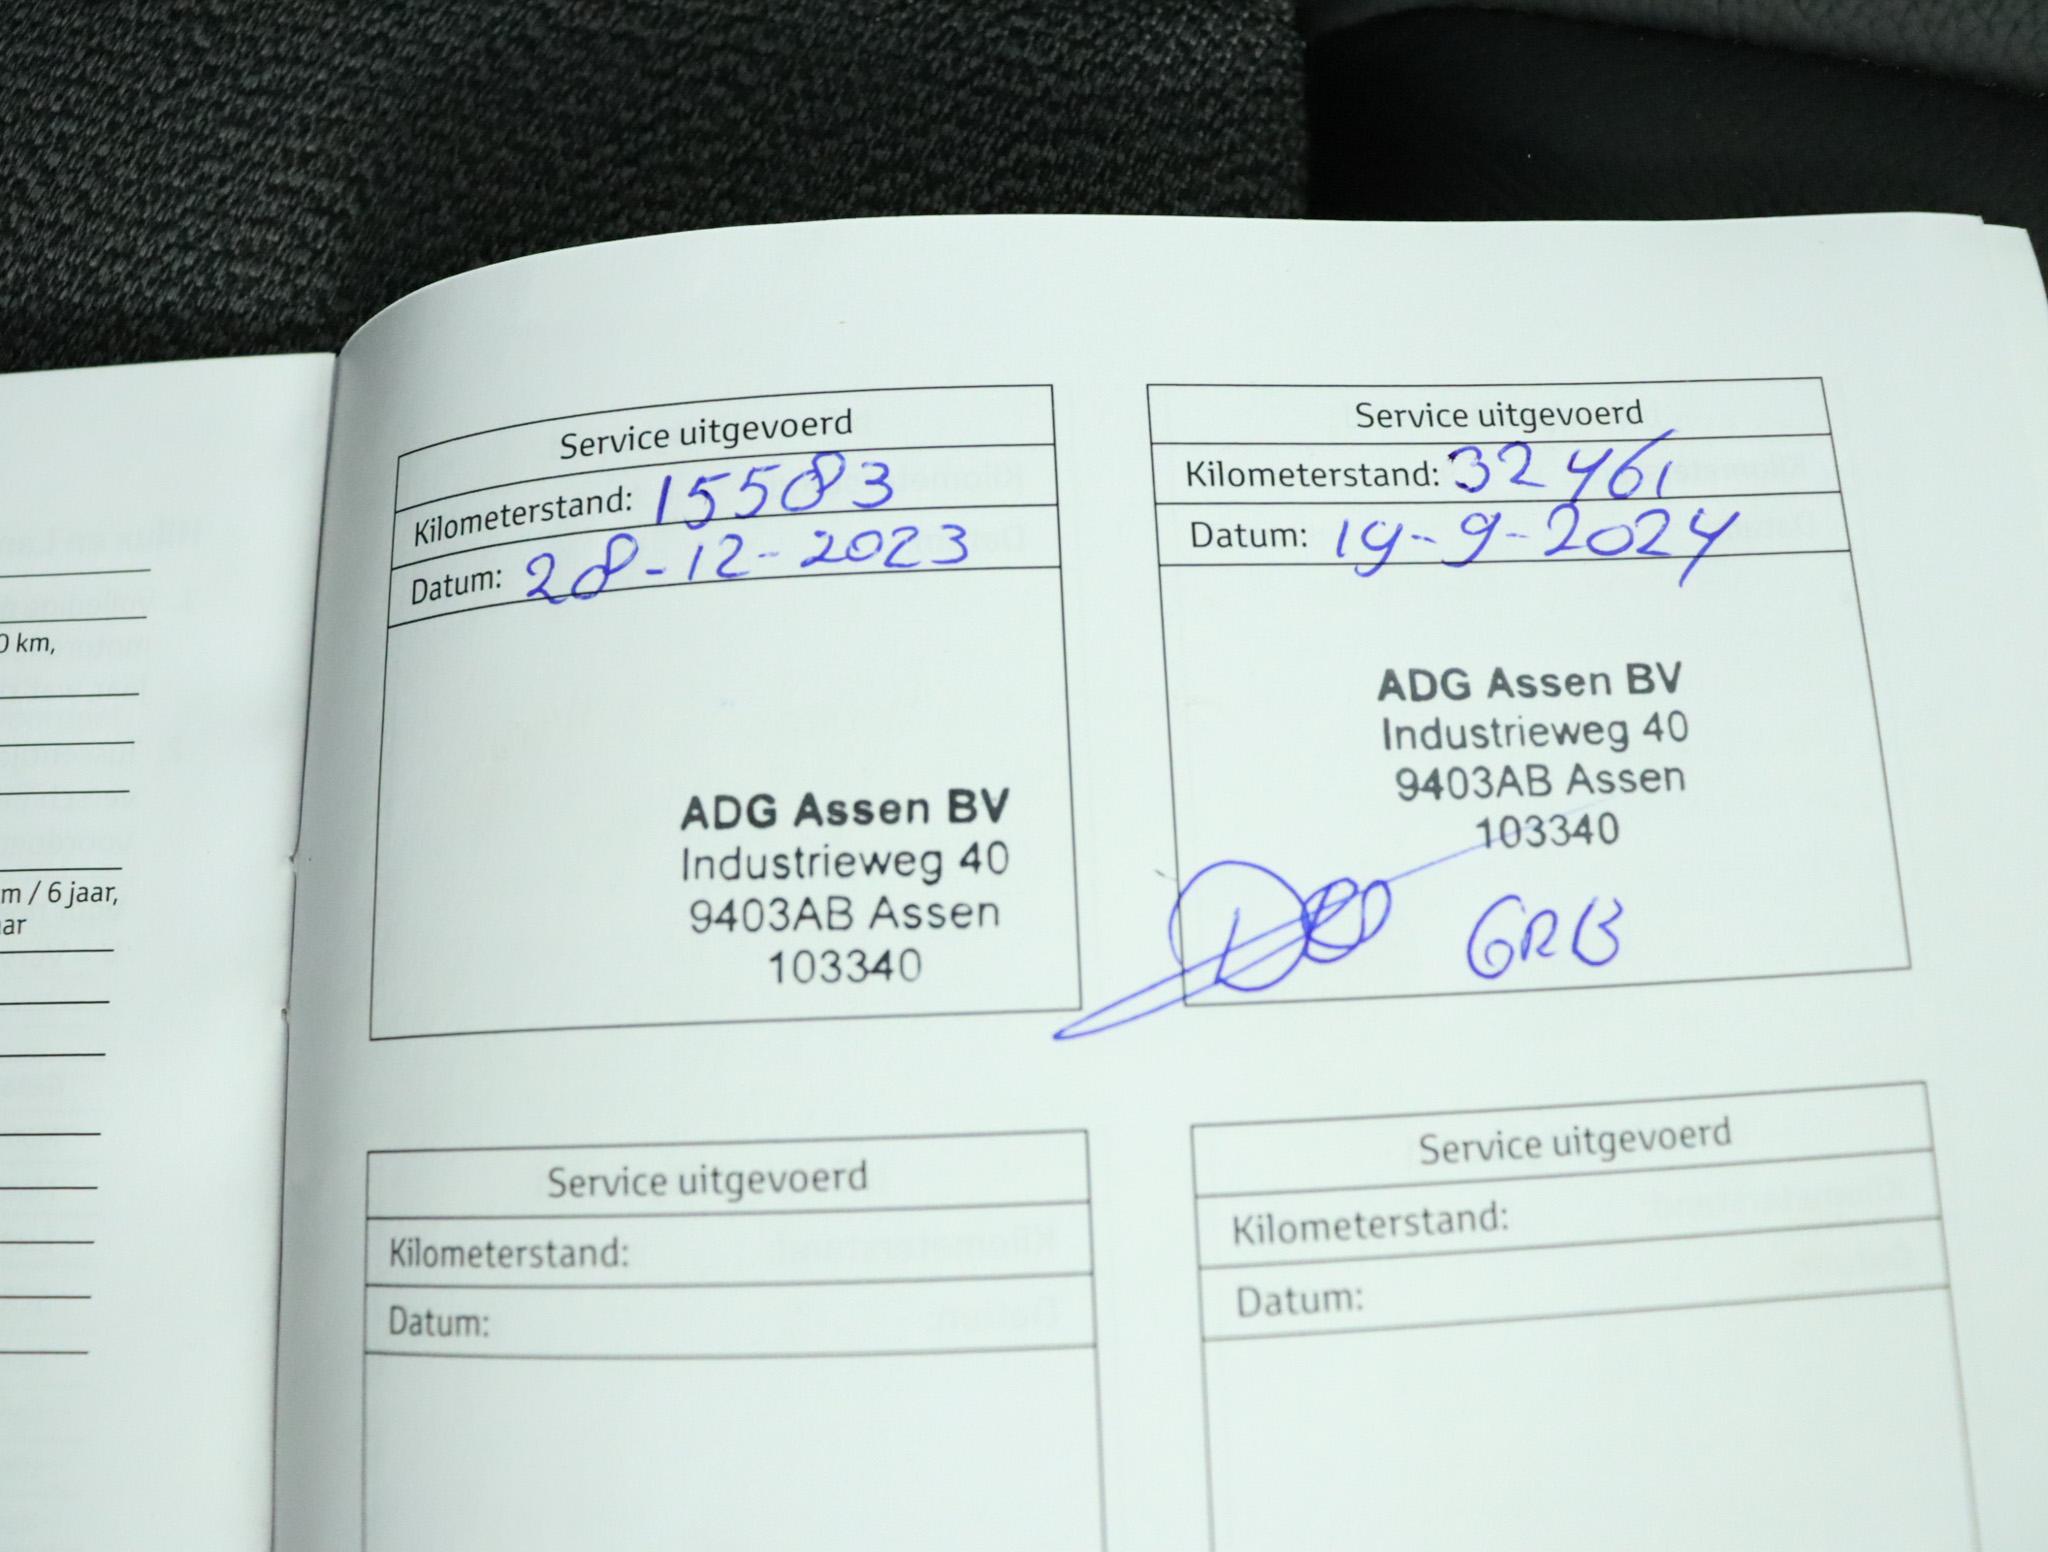 0 km,
m / 6 jaar,
aar
Service uitgevoerd
Kilometerstand: 15583
Datum: 28-12-2023
ADG Assen BV
Industrieweg 40
9403AB Assen
103340
Service uitgevoerd
Kilometerstand: 32461
Datum: 19-9-2024
ADG Assen BV
Industrieweg 40
9403AB Assen
103340
GRB
Service uitgevoerd
Kilometerstand:
Datum:
Service uitgevoerd
Kilometerstand:
Datum: